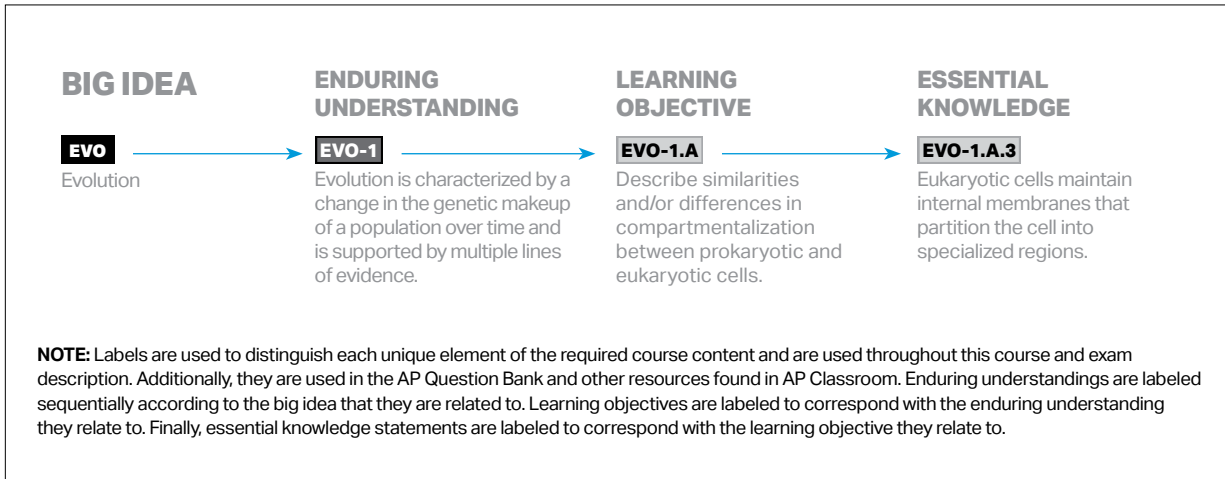 BIG IDEA
EVO
Evolution
ENDURING
UNDERSTANDING
EVO-1
Evolution is characterized by a
change in the genetic makeup
of a population over time and
is supported by multiple lines
of evidence.
LEARNING
OBJECTIVE
EVO-1.A
Describe similarities
and/or differences in
compartmentalization
between prokaryotic and
eukaryotic cells.
ESSENTIAL
KNOWLEDGE
EVO-1.A.3
Eukaryotic cells maintain
internal membranes that
partition the cell into
specialized regions.
NOTE: Labels are used to distinguish each unique element of the required course content and are used throughout this course and exam
description. Additionally, they are used in the AP Question Bank and other resources found in AP Classroom. Enduring understandings are labeled
sequentially according to the big idea that they are related to. Learning objectives are labeled to correspond with the enduring understanding
they relate to. Finally, essential knowledge statements are labeled to correspond with the learning objective they relate to.